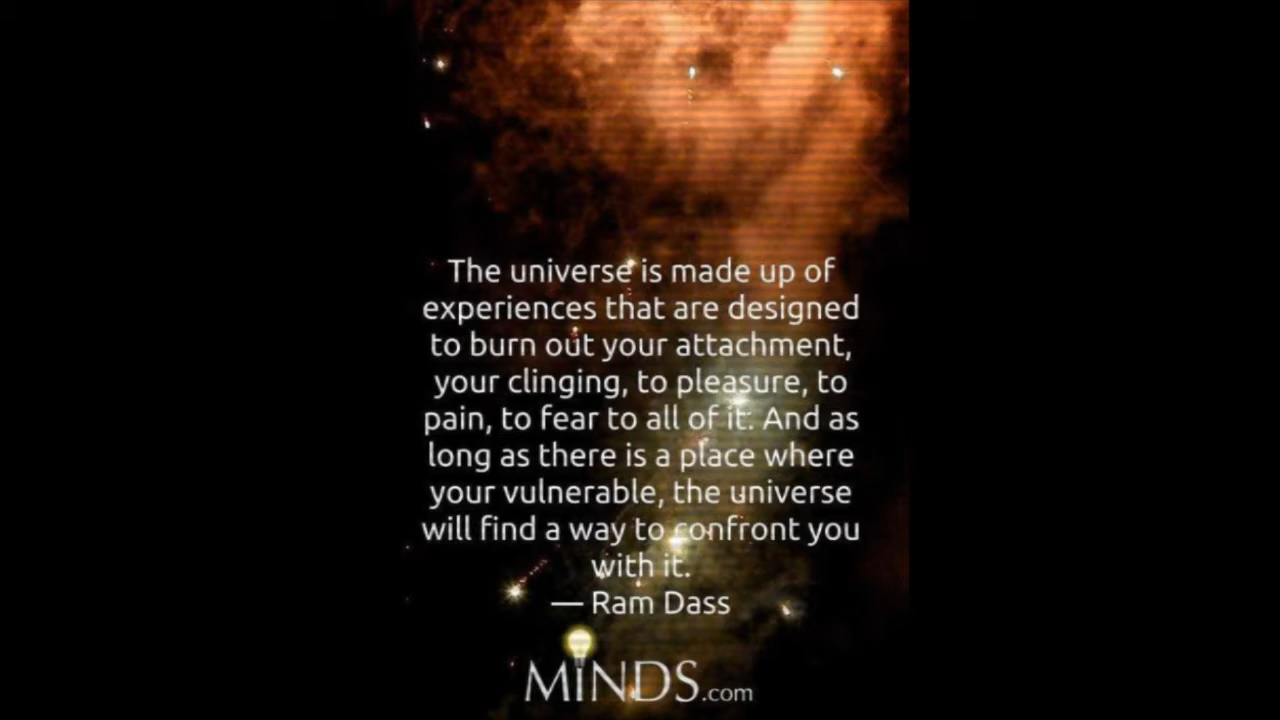 The universe is made up of
experiences that are designed
to burn out your attachment,
your clinging, to pleasure, to
pain, to fear to all of it. And as
long as there is a place where
your vulnerable, the universe
will find a way to confront you
with it.
— Ram Dass
MINDS.com